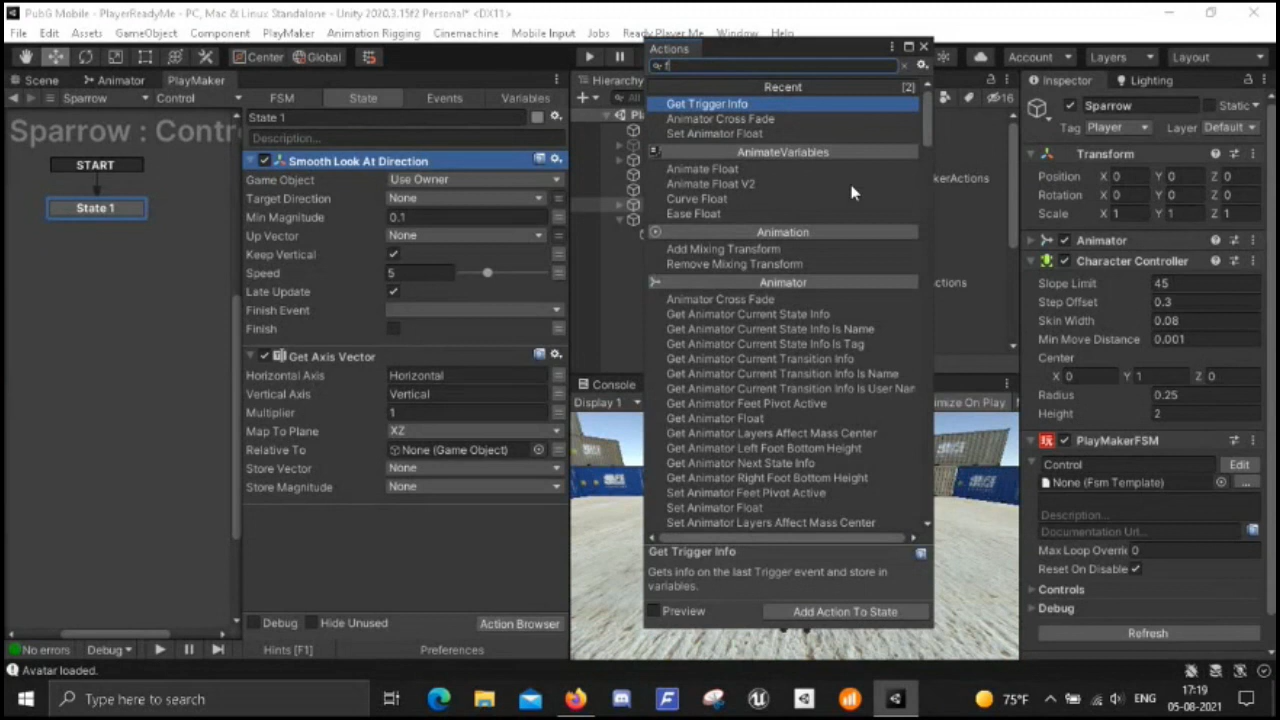 PubG Mobile - PlayerReadyMe - PC, Mac & Linux Standalone - Unity 2020.3.15f2 Personal* <DX11>
File Edit Assets GameObject Component PlayMaker Animation Rigging Cinemachine Mobile Input Jobs Ready Player Me Window Help
Center Global
Account Layers Layout
Scene Animator PlayMaker
Sparrow Control
FSM State Events Variables
Sparrow : Contr
START
State 1
State 1
Description...
Smooth Look At Direction
Game Object Use Owner
Target Direction None
Min Magnitude 0.1
Up Vector None
Keep Vertical
Speed 5
Late Update
Finish Event
Finish
Get Axis Vector
Horizontal Axis Horizontal
Vertical Axis Vertical
Multiplier 1
Map To Plane XZ
Relative To None (Game Object)
Store Vector None
Store Magnitude None
Debug Hide Unused Action Browser
No errors Debug Hints [F1] Preferences
Avatar loaded.
Hierarchy
Console
Display 1
Actions
f
Recent [2]
Get Trigger Info
Animator Cross Fade
Set Animator Float
AnimateVariables
Animate Float
Animate Float V2
Curve Float
Ease Float
Animation
Add Mixing Transform
Remove Mixing Transform
Animator
Animator Cross Fade
Get Animator Current State Info
Get Animator Current State Info Is Name
Get Animator Current State Info Is Tag
Get Animator Current Transition Info
Get Animator Current Transition Info Is Name
Get Animator Current Transition Info Is User Nar
Get Animator Feet Pivot Active
Get Animator Float
Get Animator Layers Affect Mass Center
Get Animator Left Foot Bottom Height
Get Animator Next State Info
Get Animator Right Foot Bottom Height
Set Animator Feet Pivot Active
Set Animator Float
Set Animator Layers Affect Mass Center
Get Trigger Info
Gets info on the last Trigger event and store in
variables.
Preview Add Action To State
16
kerActions
ctions
mize On Play
Inspector Lighting
Sparrow Static
Tag Player Layer Default
Transform
Position X 0 Y 0 Z 0
Rotation X 0 Y 0 Z 0
Scale X 1 Y 1 Z 1
Animator
Character Controller
Slope Limit 45
Step Offset 0.3
Skin Width 0.08
Min Move Distance 0.001
Center
X 0 Y 1 Z 0
Radius 0.25
Height 2
PlayMakerFSM
Control Edit
None (Fsm Template) ...
Description...
Documentation Url...
Max Loop Overri 0
Reset On Disable
Controls
Debug
Refresh
Type here to search
75°F ENG 17:19
05-08-2021